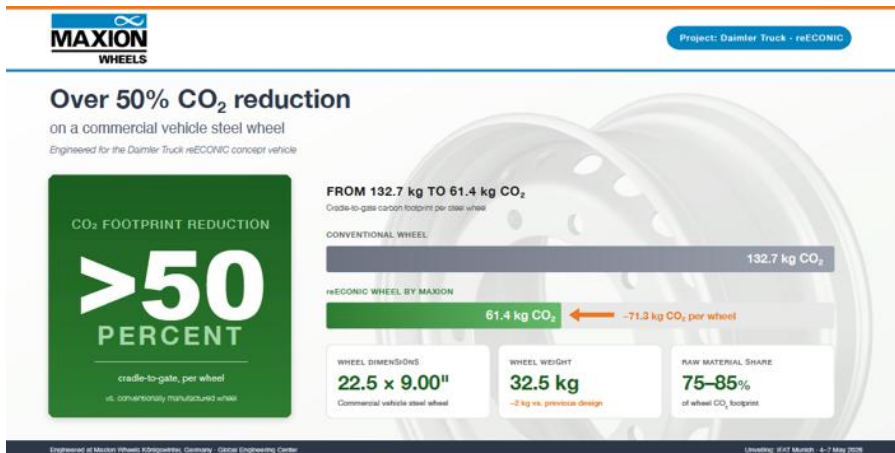 MAXION
WHEELS
Project: Daimler Truck - reECONIC
Over 50% CO₂ reduction
on a commercial vehicle steel wheel
Engineered for the Daimler Truck reECONIC concept vehicle
CO₂ FOOTPRINT REDUCTION
>50
PERCENT
cradle-to-gate, per wheel
vs. conventionally manufactured wheel
FROM 132.7 kg TO 61.4 kg CO₂
Cradle-to-gate carbon footprint per steel wheel
CONVENTIONAL WHEEL
132.7 kg CO₂
reECONIC WHEEL BY MAXION
61.4 kg CO₂
–71.3 kg CO₂ per wheel
WHEEL DIMENSIONS
22.5 × 9.00"
Commercial vehicle steel wheel
WHEEL WEIGHT
32.5 kg
–2 kg vs. previous design
RAW MATERIAL SHARE
75–85%
of wheel CO₂ footprint
Engineered at Maxion Wheels Königswinter, Germany · Global Engineering Center
Unveiling: IFAT Munich · 4–7 May 2026